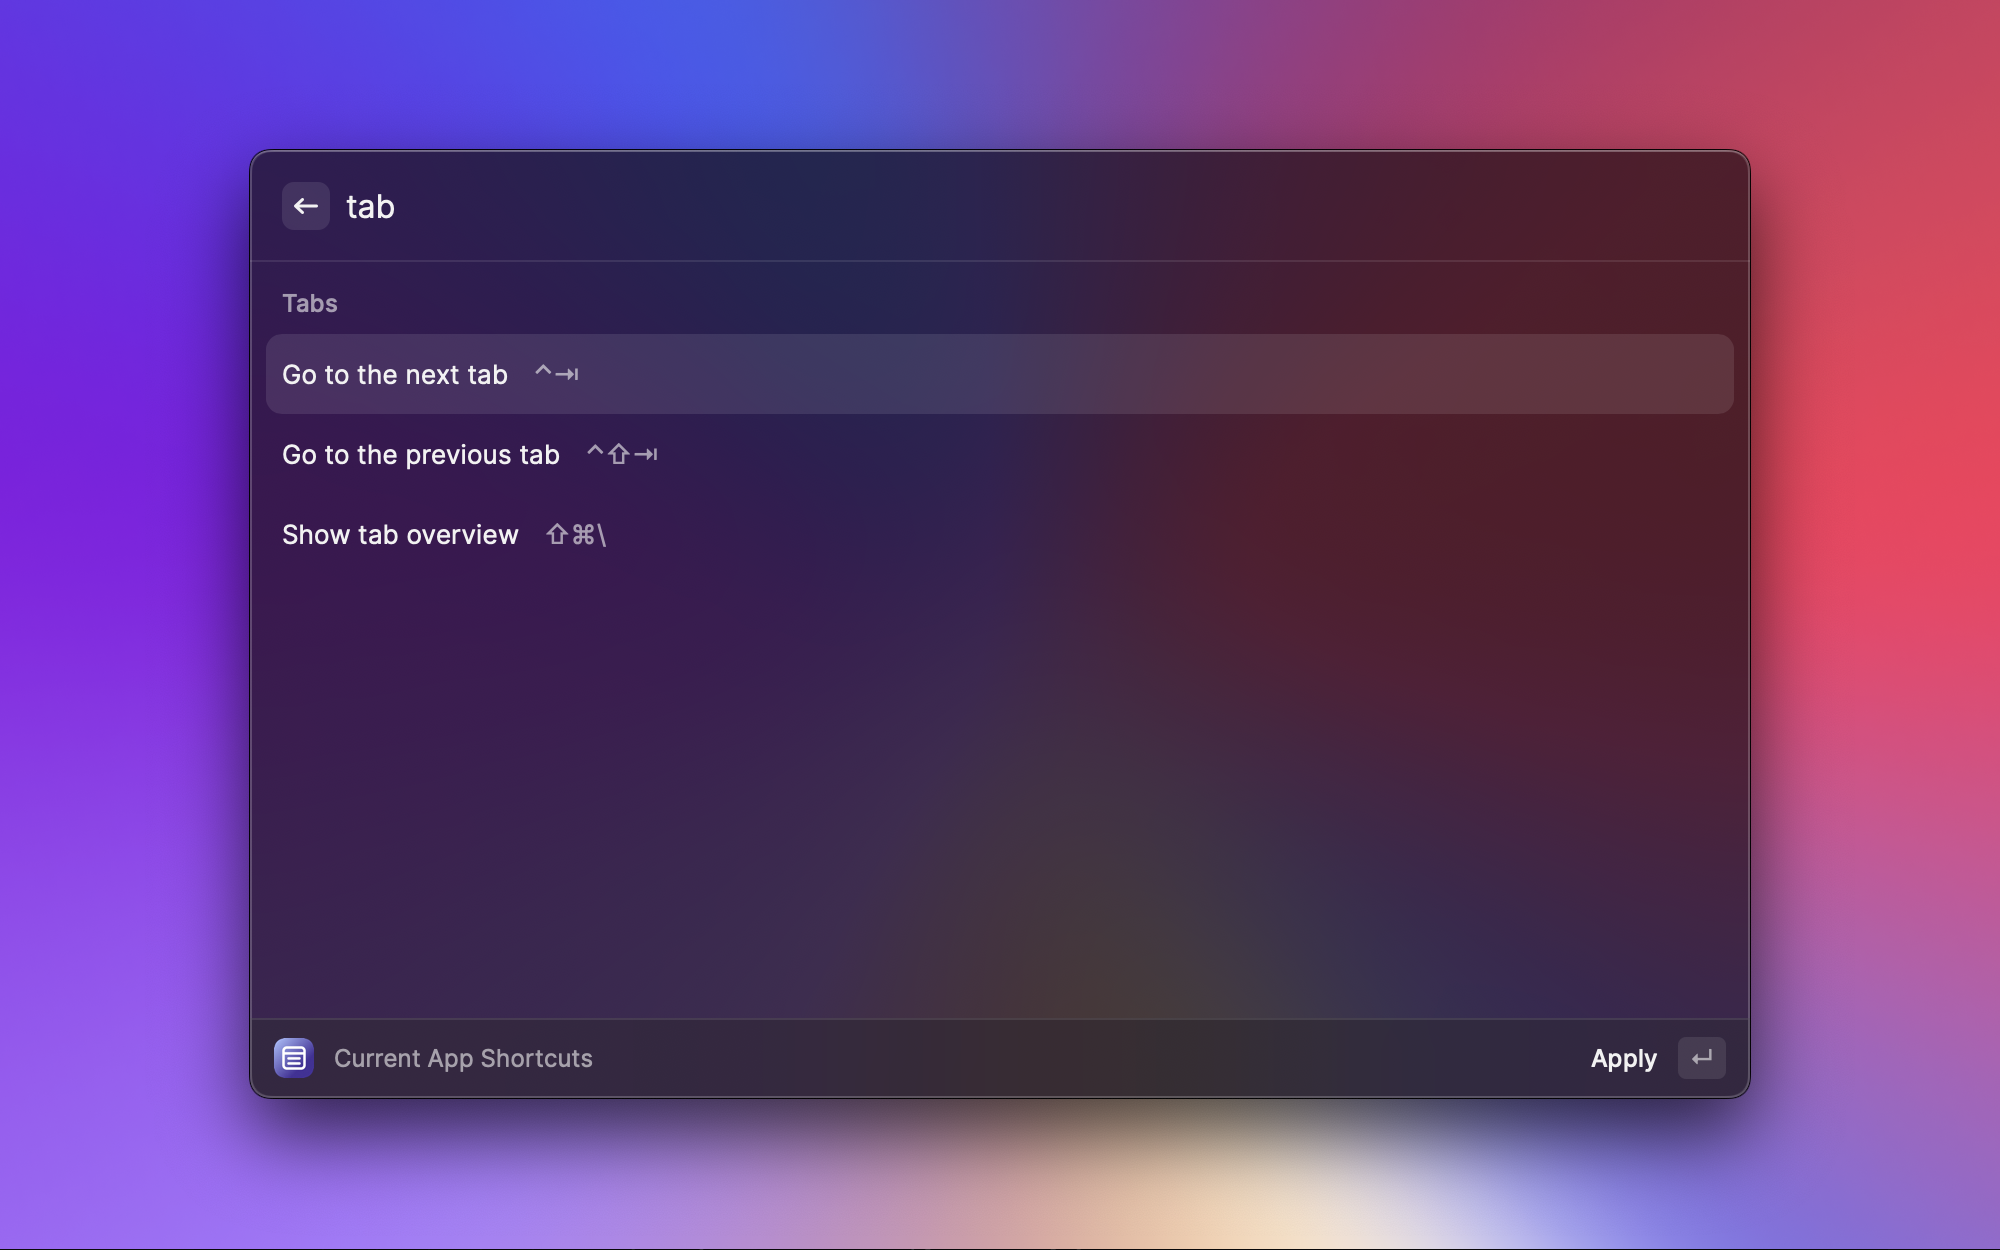 tab
Tabs
Go to the next tab ^⇥
Go to the previous tab ^⇧⇥
Show tab overview ⇧⌘\
Current App Shortcuts
Apply ↵